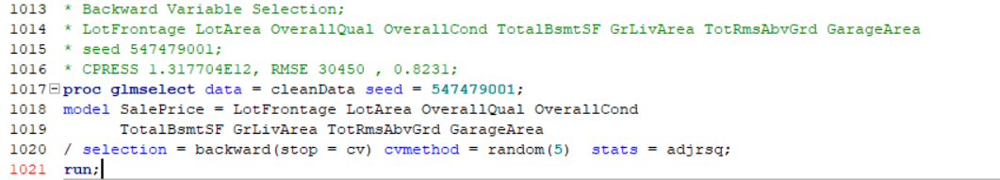 1013 * Backward Variable Selection;
1014 * LotFrontage LotArea OverallQual OverallCond TotalBsmtSF GrLivArea TotRmsAbvGrd GarageArea
1015 * seed 547479001;
1016 * CPRESS 1.317704E12, RMSE 30450 , 0.8231;
1017 proc glmselect data = cleanData seed = 547479001;
1018 model SalePrice = LotFrontage LotArea OverallQual OverallCond
1019 TotalBsmtSF GrLivArea TotRmsAbvGrd GarageArea
1020 / selection = backward(stop = cv) cvmethod = random(5) stats = adjrsq;
1021 run;